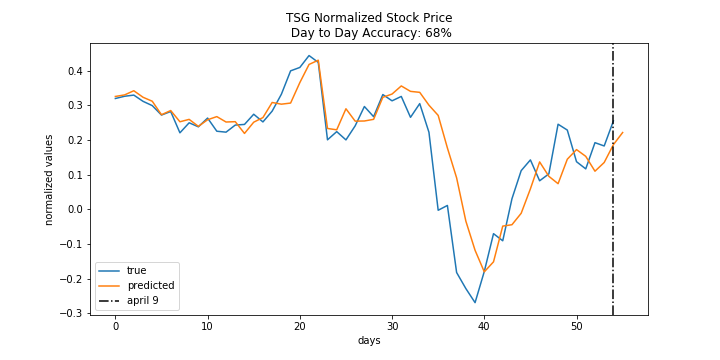 TSG Normalized Stock Price
Day to Day Accuracy: 68%
normalized values
0.4
0.3
0.2
0.1
0.0
−0.1
−0.2
−0.3
true
predicted
april 9
0
10
20
30
40
50
days